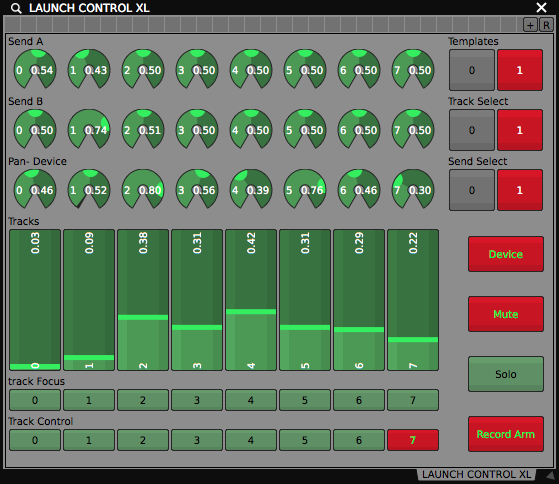 LAUNCH CONTROL XL
+ R
Send A Templates
0 0.54 1 0.43 2 0.50 3 0.50 4 0.50 5 0.50 6 0.50 7 0.50 0 1
Send B Track Select
0 0.50 1 0.74 2 0.51 3 0.50 4 0.50 5 0.50 6 0.50 7 0.50 0 1
Pan- Device Send Select
0 0.46 1 0.52 2 0.80 3 0.56 4 0.39 5 0.76 6 0.46 7 0.30 0 1
Tracks
0.03 0.09 0.38 0.31 0.42 0.31 0.29 0.22
Device
Mute
0 1 2 3 4 5 6 7
Solo
track Focus
0 1 2 3 4 5 6 7
Track Control
0 1 2 3 4 5 6 7
Record Arm
LAUNCH CONTROL XL